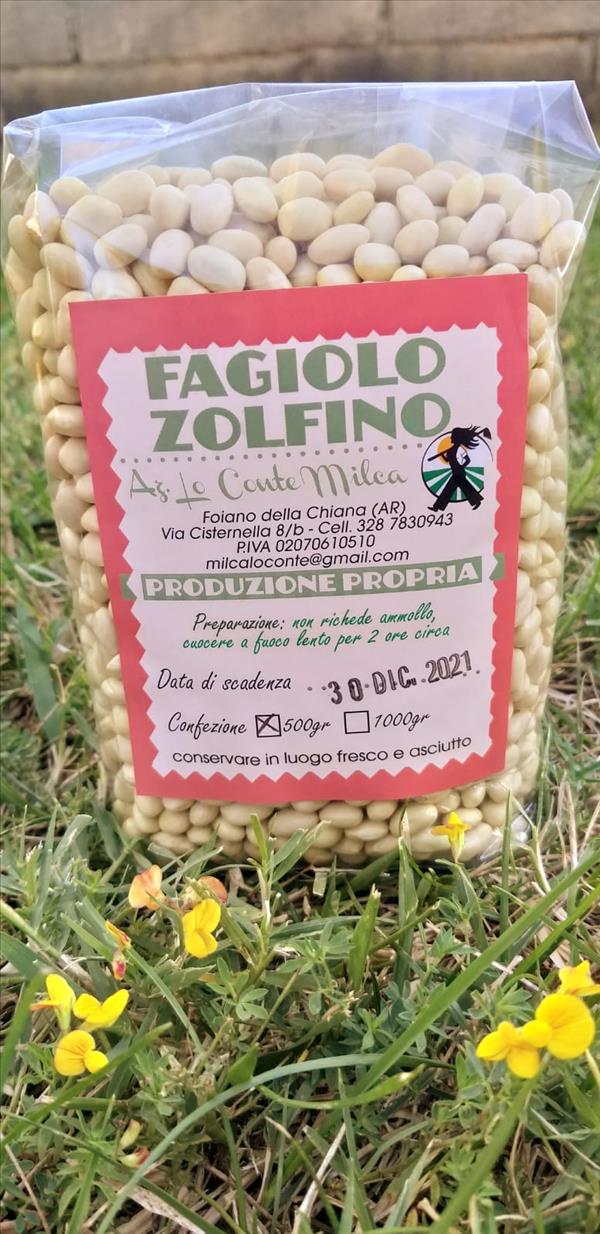 FAGIOLO
ZOLFINO
Az. Lo Conte Milca
Foiano della Chiana (AR)
Via Cisternella 8/b - Cell. 328 7830943
P.IVA 02070610510
milcaloconte@gmail.com
PRODUZIONE PROPRIA
Preparazione: non richede ammollo,
cuocere a fuoco lento per 2 ore circa
Data di scadenza 30 DIC. 2021
Confezione 500gr 1000gr
conservare in luogo fresco e asciutto